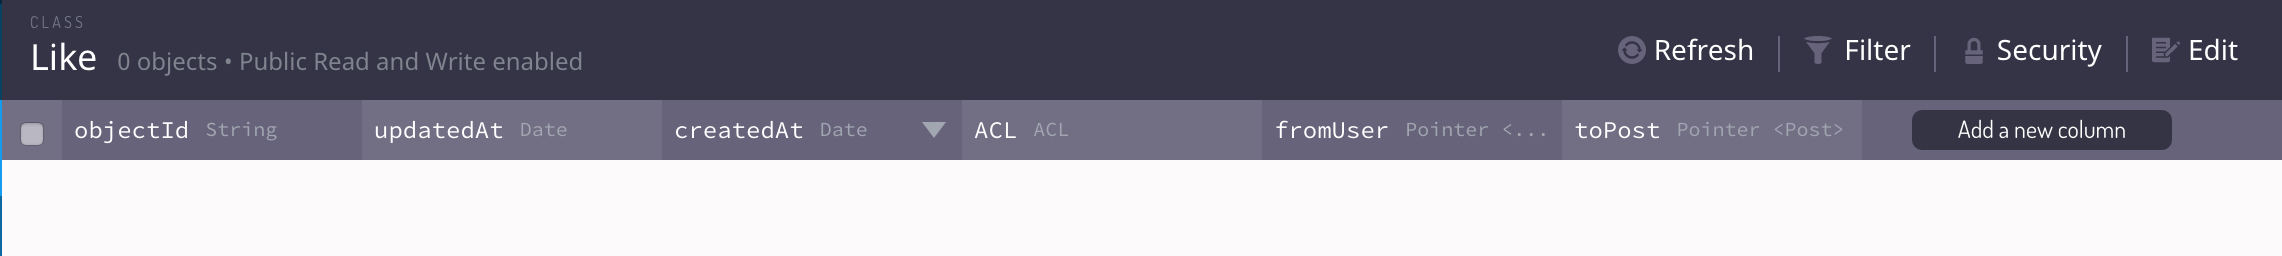 CLASS
Like 0 objects • Public Read and Write enabled
Refresh Filter Security Edit
objectId String updatedAt Date createdAt Date ACL ACL fromUser Pointer <... toPost Pointer <Post> Add a new column